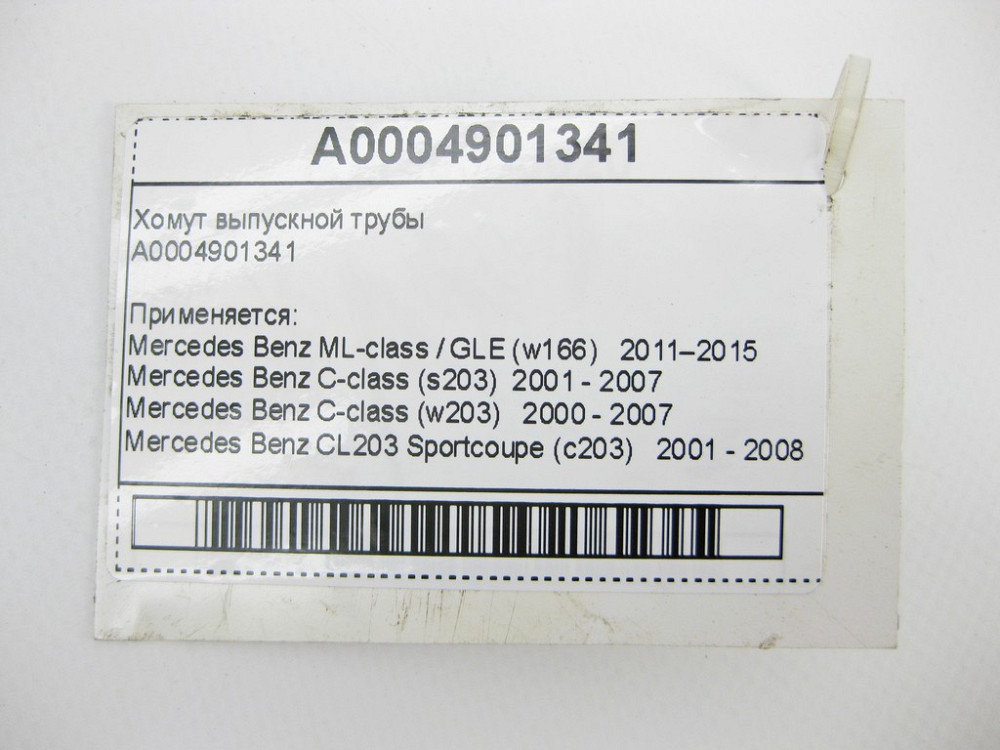 A0004901341
Хомут выпускной трубы
A0004901341
Применяется:
Mercedes Benz ML-class / GLE (w166) 2011–2015
Mercedes Benz C-class (s203) 2001 - 2007
Mercedes Benz C-class (w203) 2000 - 2007
Mercedes Benz CL203 Sportcoupe (c203) 2001 - 2008